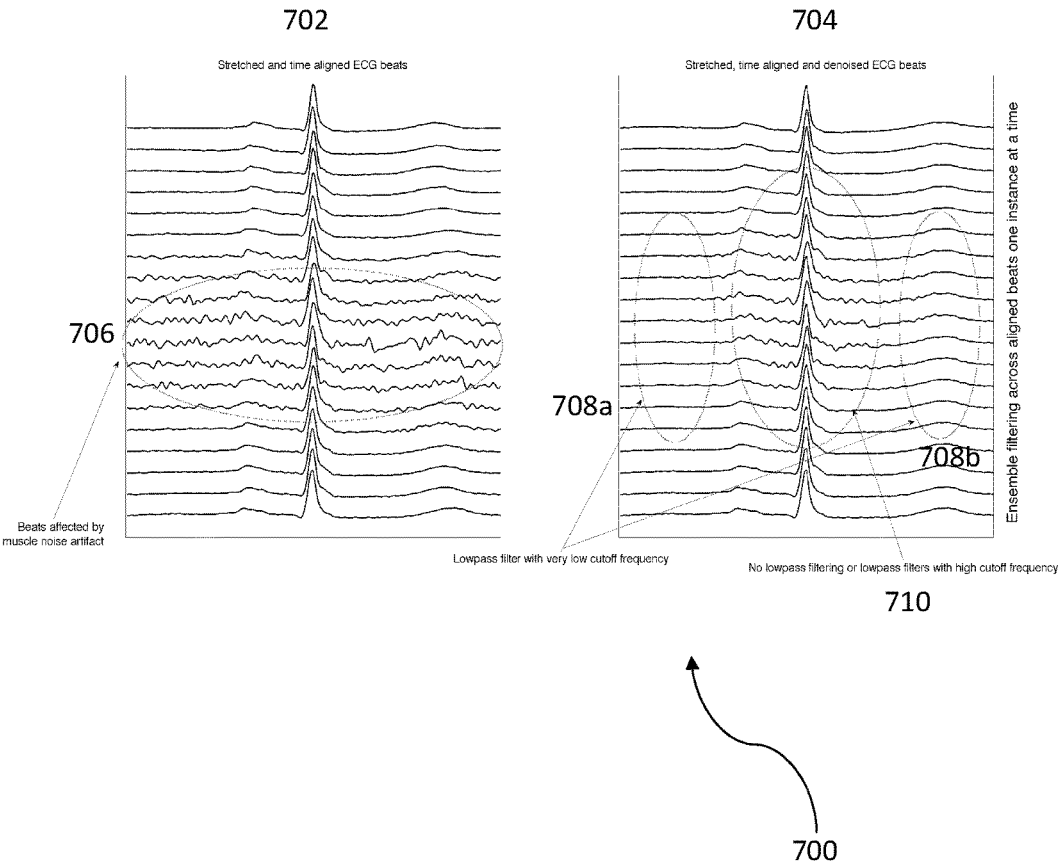 702
704
Stretched and time aligned ECG beats
Stretched, time aligned and denoised ECG beats
Ensemble filtering across aligned beats one instance at a time
706
708a
708b
Beats affected by
muscle noise artifact
Lowpass filter with very low cutoff frequency
No lowpass filtering or lowpass filters with high cutoff frequency
710
700